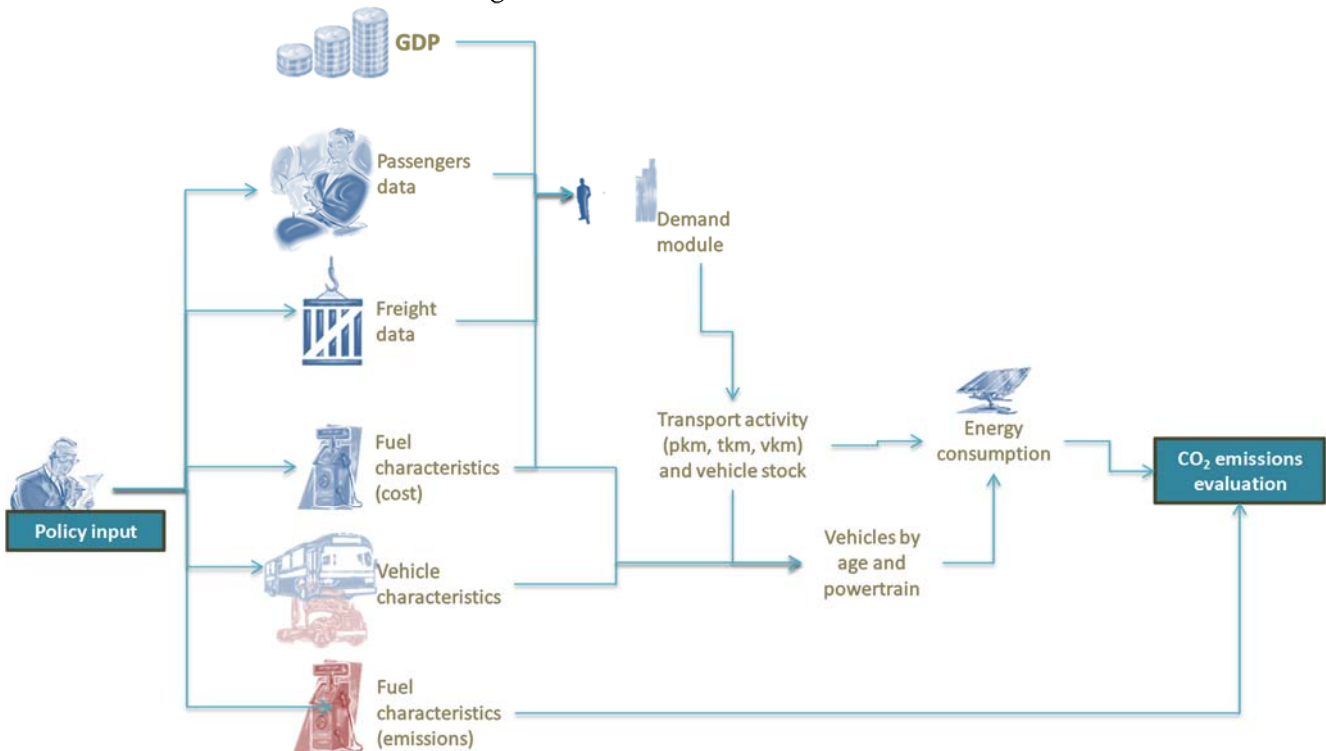 GDP
Passengers
data
Demand
module
Freight
data
Transport activity
(pkm, tkm, vkm)
and vehicle stock
Energy
consumption
Fuel
characteristics
(cost)
CO₂ emissions
evaluation
Policy input
Vehicle
characteristics
Vehicles by
age and
powertrain
Fuel
characteristics
(emissions)